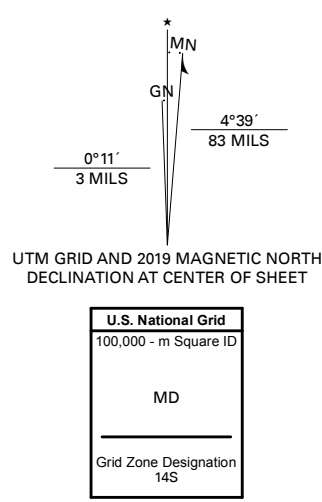 ★
MN
GN
4°39´
83 MILS
0°11´
3 MILS
UTM GRID AND 2019 MAGNETIC NORTH
DECLINATION AT CENTER OF SHEET
U.S. National Grid
100,000 - m Square ID
MD
Grid Zone Designation
14S